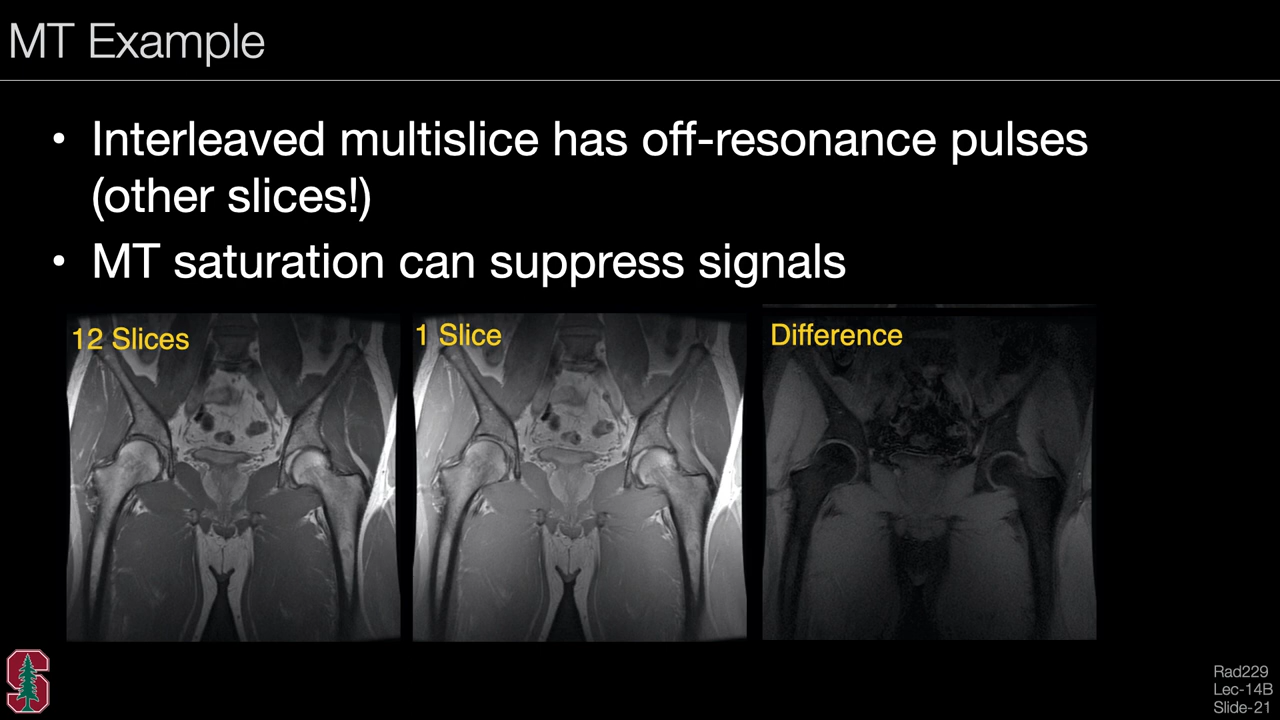 MT Example
• Interleaved multislice has off-resonance pulses
(other slices!)
• MT saturation can suppress signals
12 Slices
1 Slice
Difference
S
Rad229
Lec-14B
Slide-21